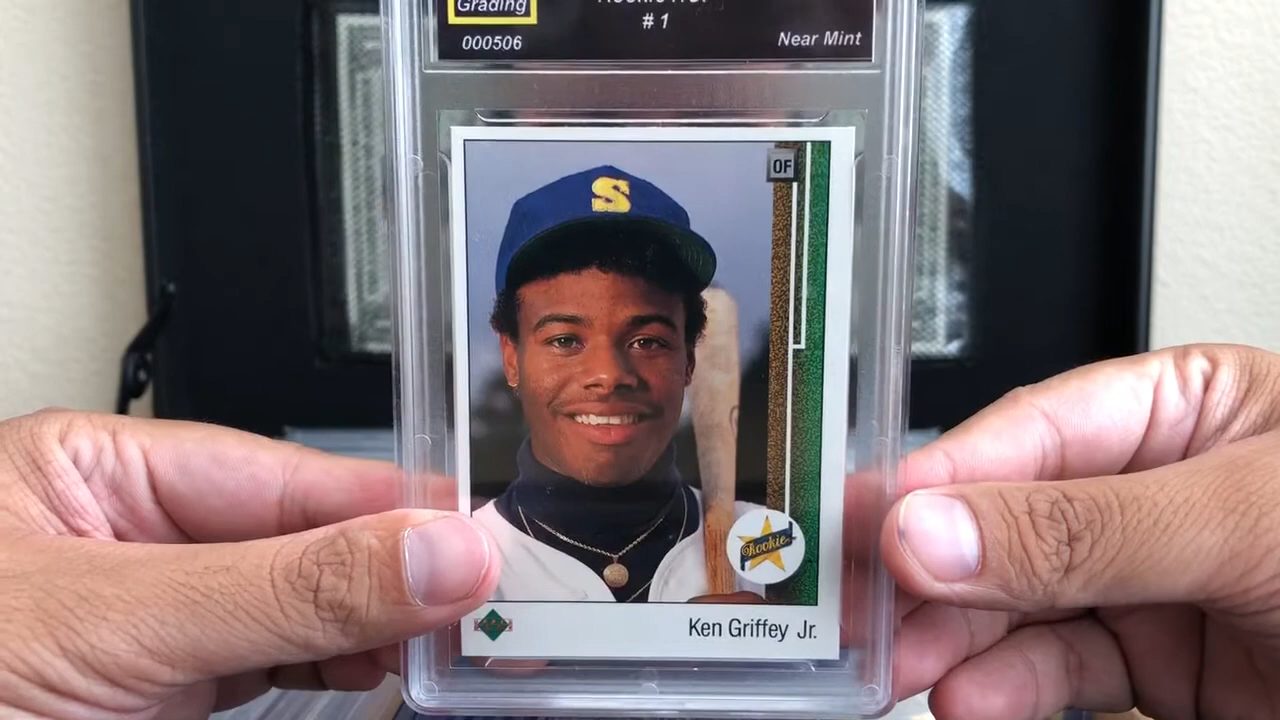 Grading
# 1
000506
Near Mint
OF
S
Rookie
Ken Griffey Jr.